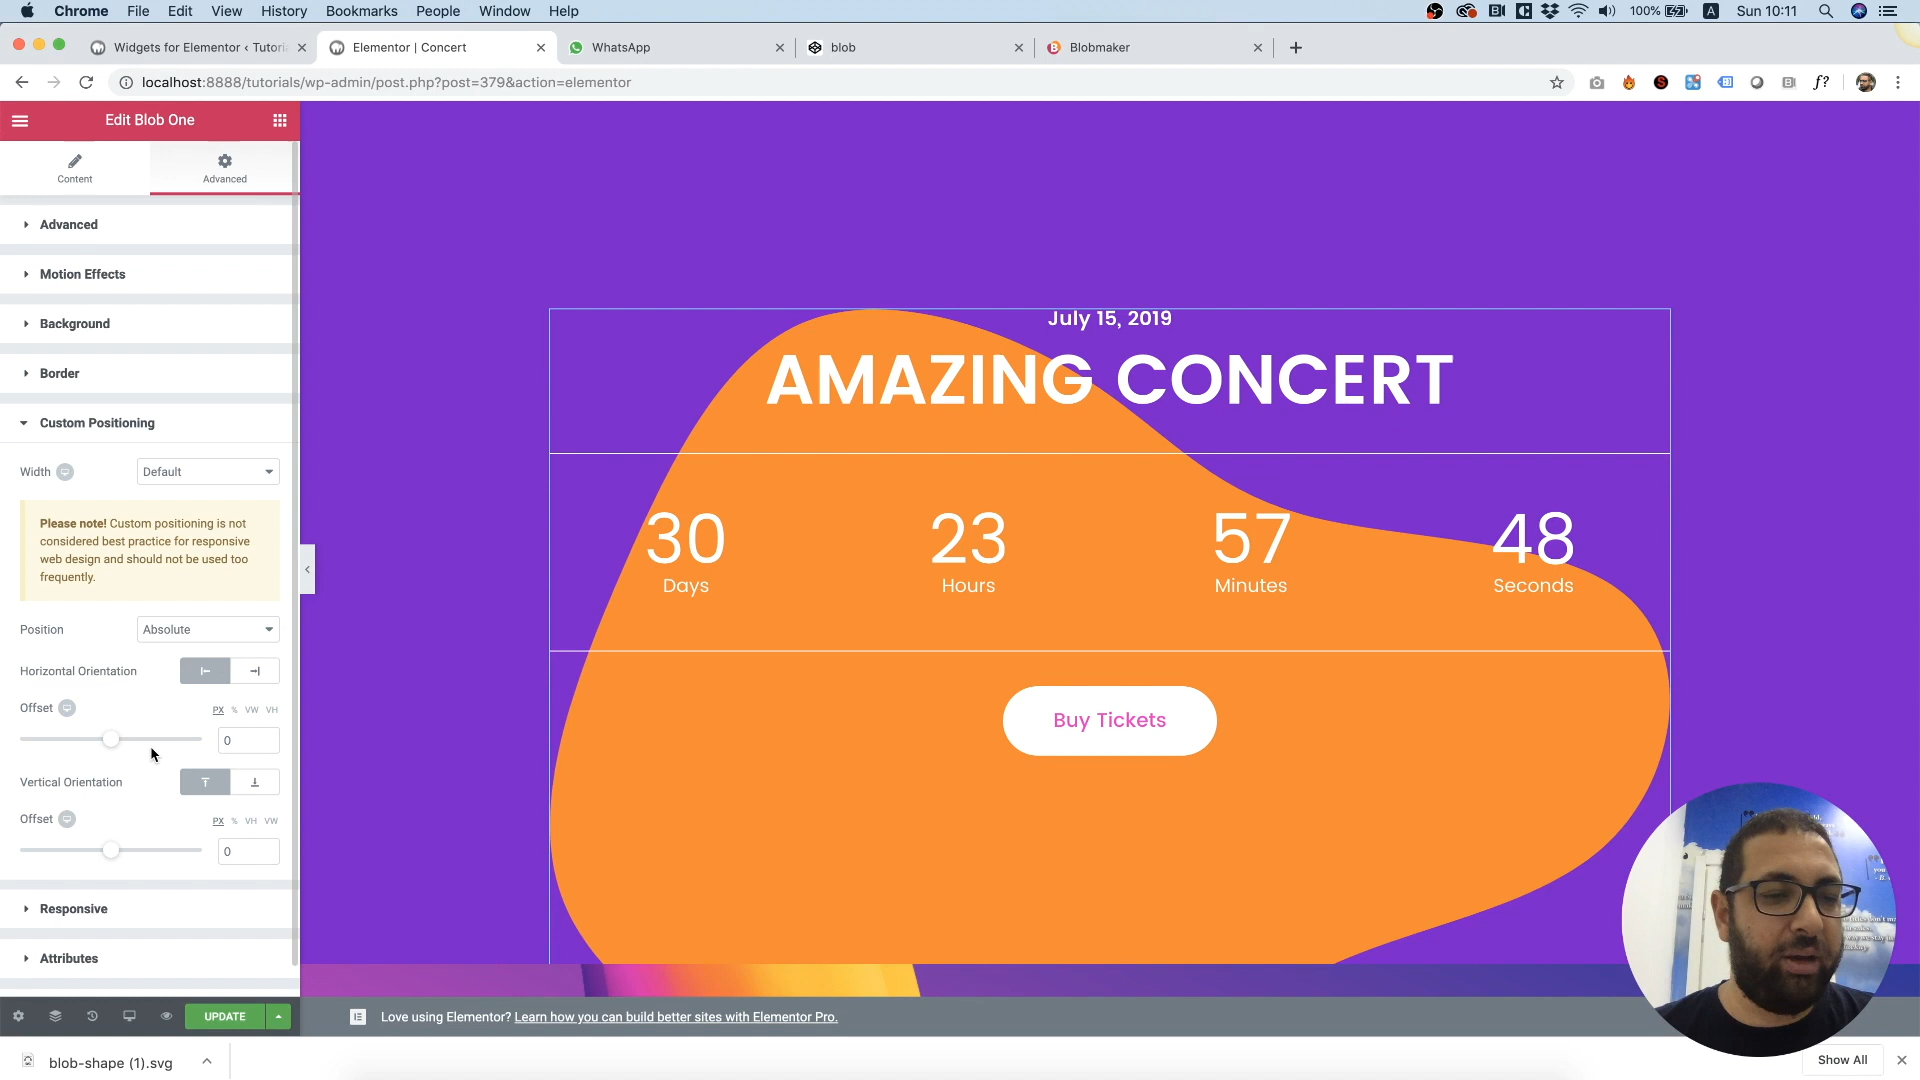 Chrome File Edit View History Bookmarks People Window Help
100% A Sun 10:11
Widgets for Elementor ‹ Tutori
Elementor | Concert
WhatsApp
blob
Blobmaker
localhost:8888/tutorials/wp-admin/post.php?post=379&action=elementor
f?
Edit Blob One
Content
Advanced
Advanced
Motion Effects
Background
Border
Custom Positioning
Width
Default
Please note! Custom positioning is not
considered best practice for responsive
web design and should not be used too
frequently.
Position
Absolute
Horizontal Orientation
Offset
PX % VW VH
0
Vertical Orientation
Offset
PX % VH VW
0
Responsive
Attributes
UPDATE
July 15, 2019
AMAZING CONCERT
30 23 57 48
Days Hours Minutes Seconds
Buy Tickets
Love using Elementor? Learn how you can build better sites with Elementor Pro.
blob-shape (1).svg
Show All